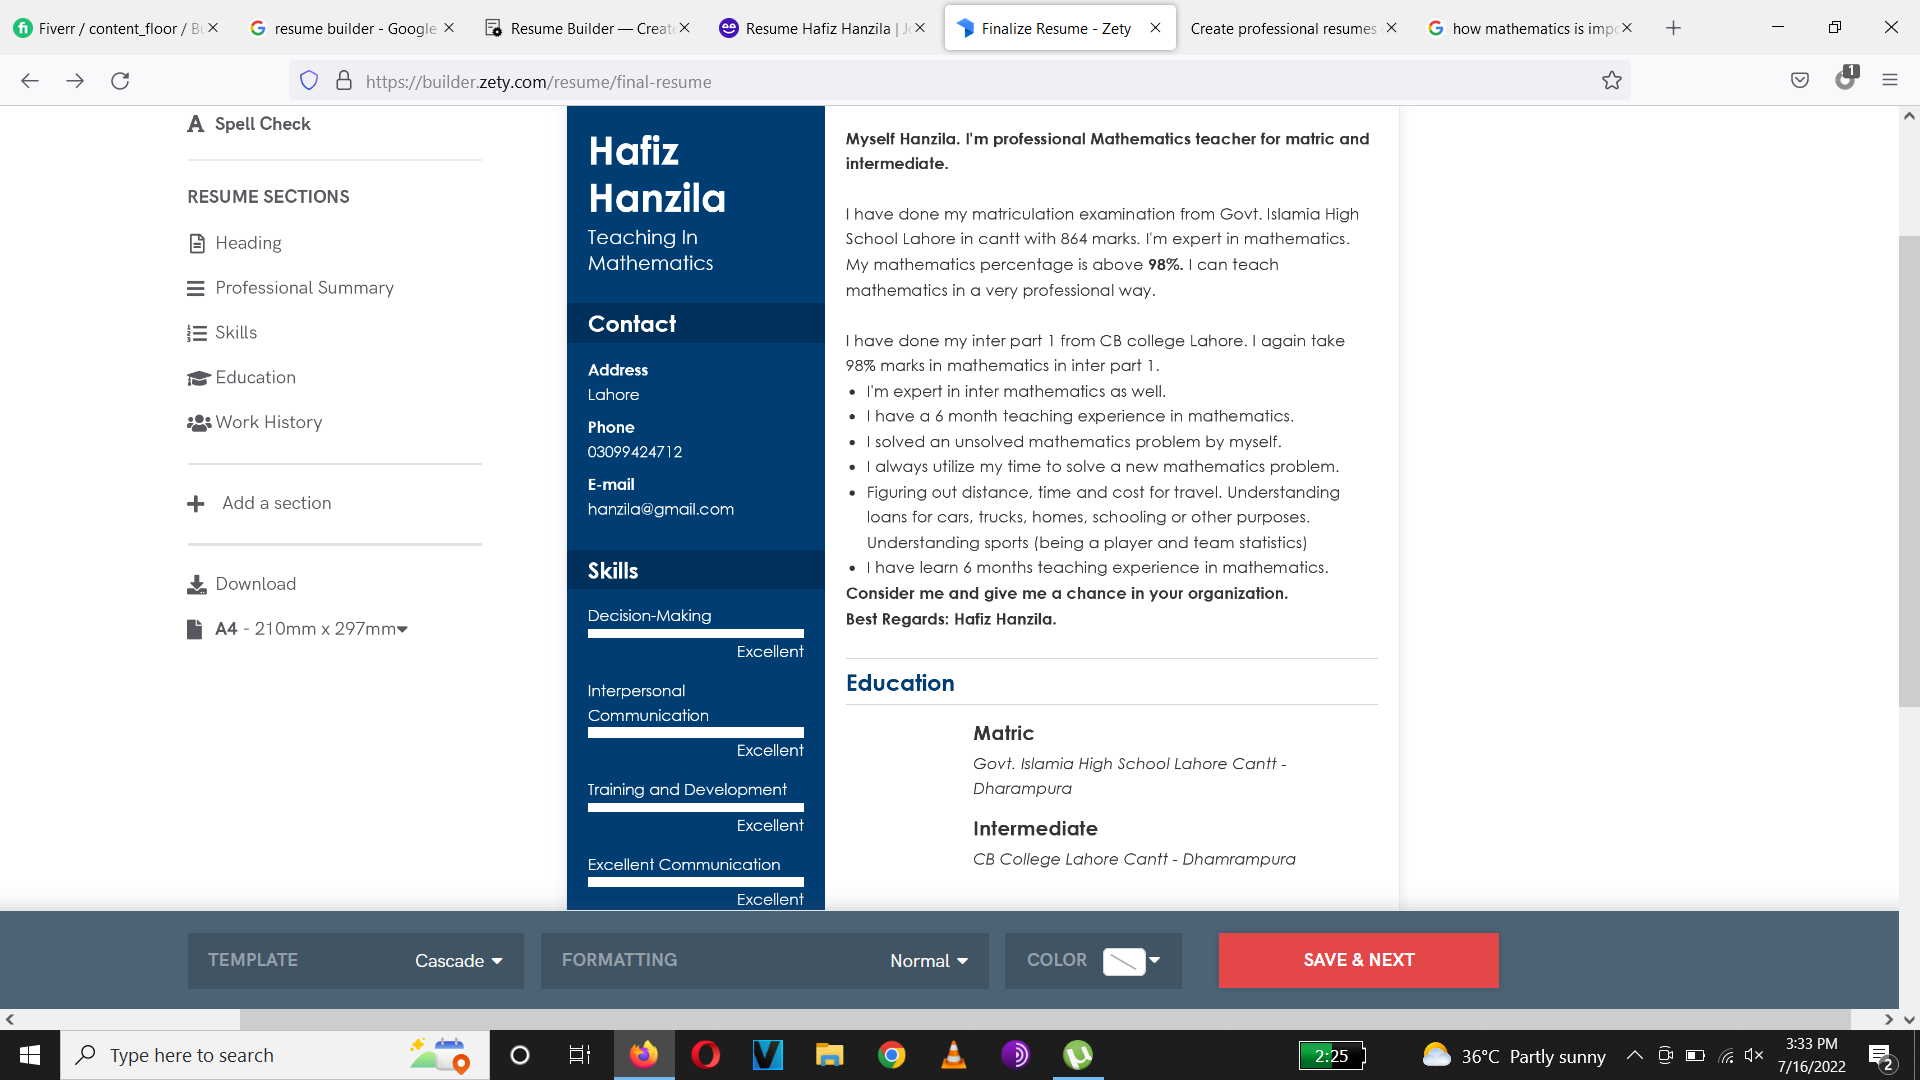 Fiverr / content_floor / Bu
resume builder - Google
Resume Builder — Create
Resume Hafiz Hanzila | J
Finalize Resume - Zety
Create professional resumes
how mathematics is impo
https://builder.zety.com/resume/final-resume
1
Spell Check
RESUME SECTIONS
Heading
Professional Summary
Skills
Education
Work History
Add a section
Download
A4 - 210mm x 297mm
Hafiz
Hanzila
Teaching In
Mathematics
Contact
Address
Lahore
Phone
03099424712
E-mail
hanzila@gmail.com
Skills
Decision-Making
Excellent
Interpersonal
Communication
Excellent
Training and Development
Excellent
Excellent Communication
Excellent
Myself Hanzila. I'm professional Mathematics teacher for matric and
intermediate.
I have done my matriculation examination from Govt. Islamia High
School Lahore in cantt with 864 marks. I'm expert in mathematics.
My mathematics percentage is above 98%. I can teach
mathematics in a very professional way.
I have done my inter part 1 from CB college Lahore. I again take
98% marks in mathematics in inter part 1.
• I'm expert in inter mathematics as well.
• I have a 6 month teaching experience in mathematics.
• I solved an unsolved mathematics problem by myself.
• I always utilize my time to solve a new mathematics problem.
• Figuring out distance, time and cost for travel. Understanding
loans for cars, trucks, homes, schooling or other purposes.
Understanding sports (being a player and team statistics)
• I have learn 6 months teaching experience in mathematics.
Consider me and give me a chance in your organization.
Best Regards: Hafiz Hanzila.
Education
Matric
Govt. Islamia High School Lahore Cantt -
Dharampura
Intermediate
CB College Lahore Cantt - Dhamrampura
TEMPLATE Cascade
FORMATTING Normal
COLOR
SAVE & NEXT
Type here to search
2:25
36°C Partly sunny
3:33 PM
7/16/2022
2